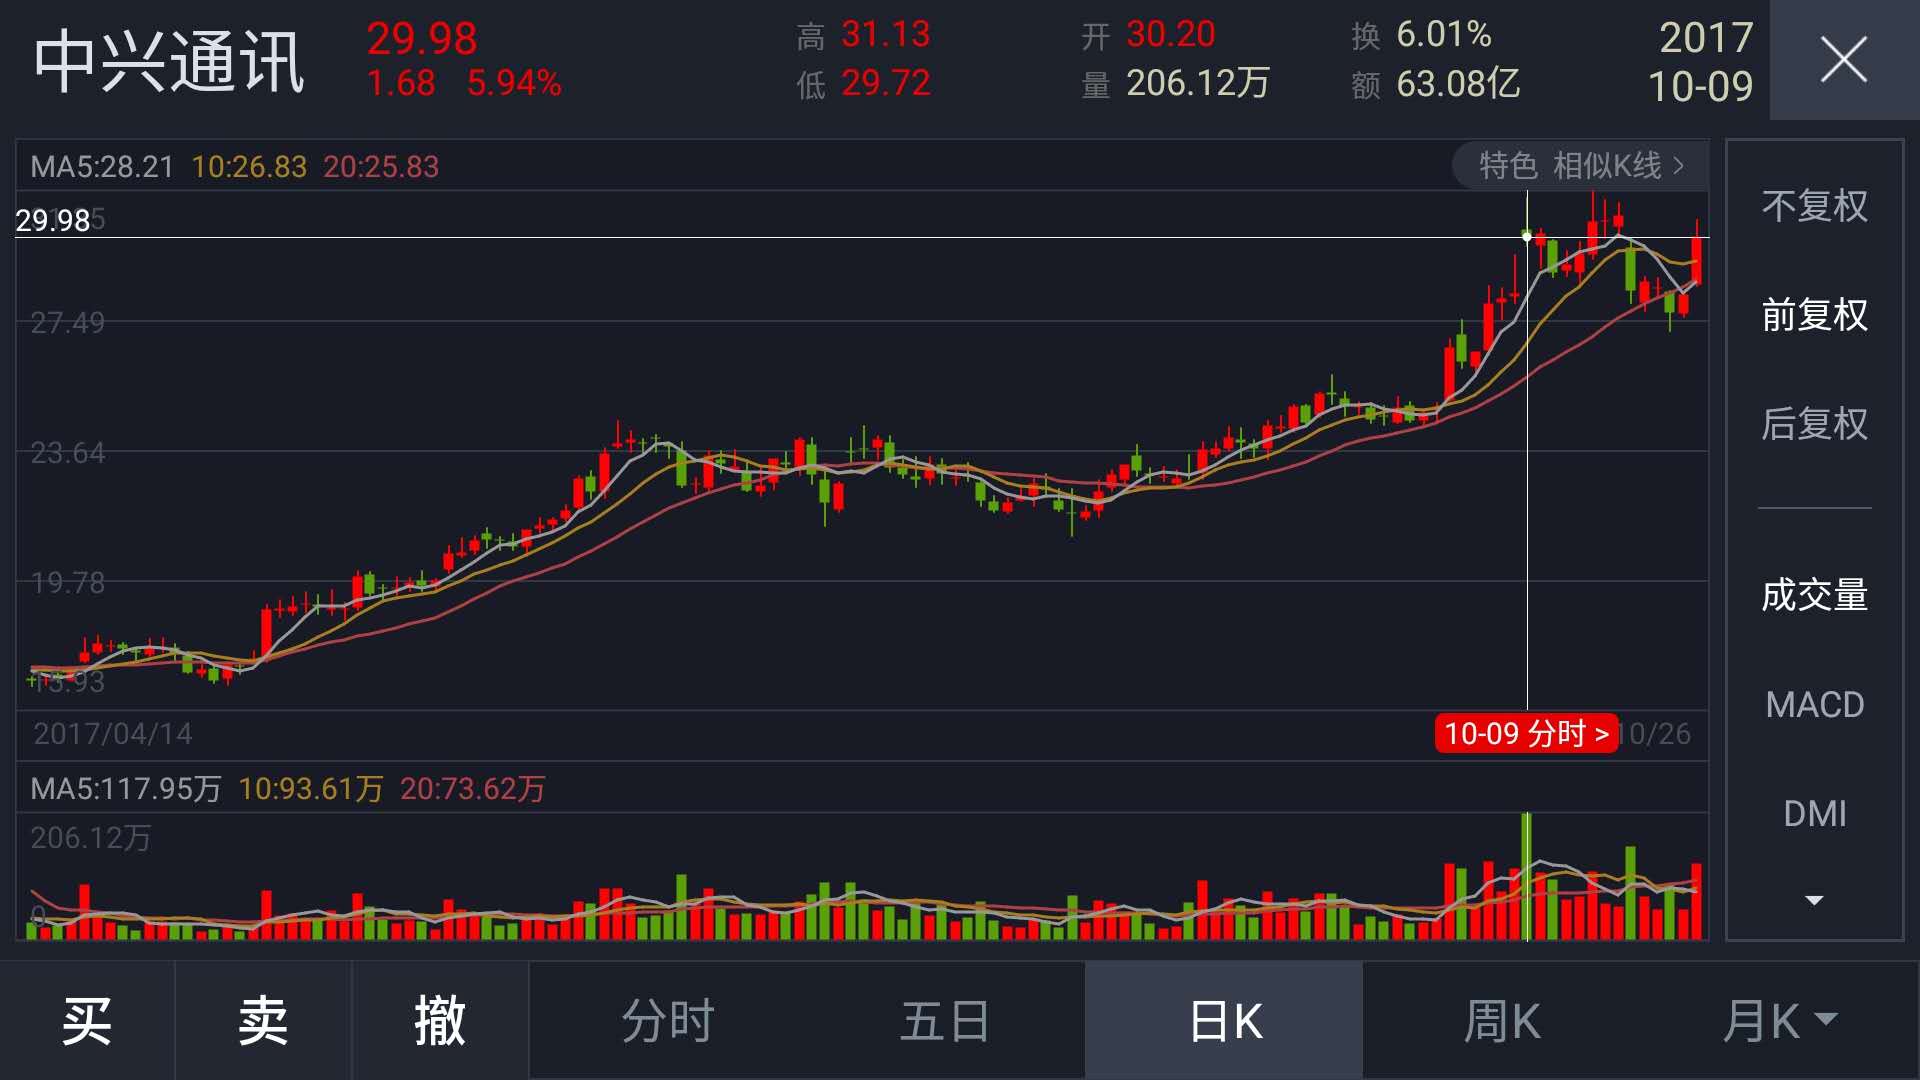 中兴通讯 29.98 高 31.13 开 30.20 换 6.01% 2017
1.68 5.94% 低 29.72 量 206.12万 额 63.08亿 10-09
MA5:28.21 10:26.83 20:25.83 特色 相似K线 >
29.98
27.49
23.64
19.78
15.93
2017/04/14 10-09 分时 > 10/26
MA5:117.95万 10:93.61万 20:73.62万
206.12万
0
不复权
前复权
后复权
成交量
MACD
DMI
买 卖 撤 分时 五日 日K 周K 月K